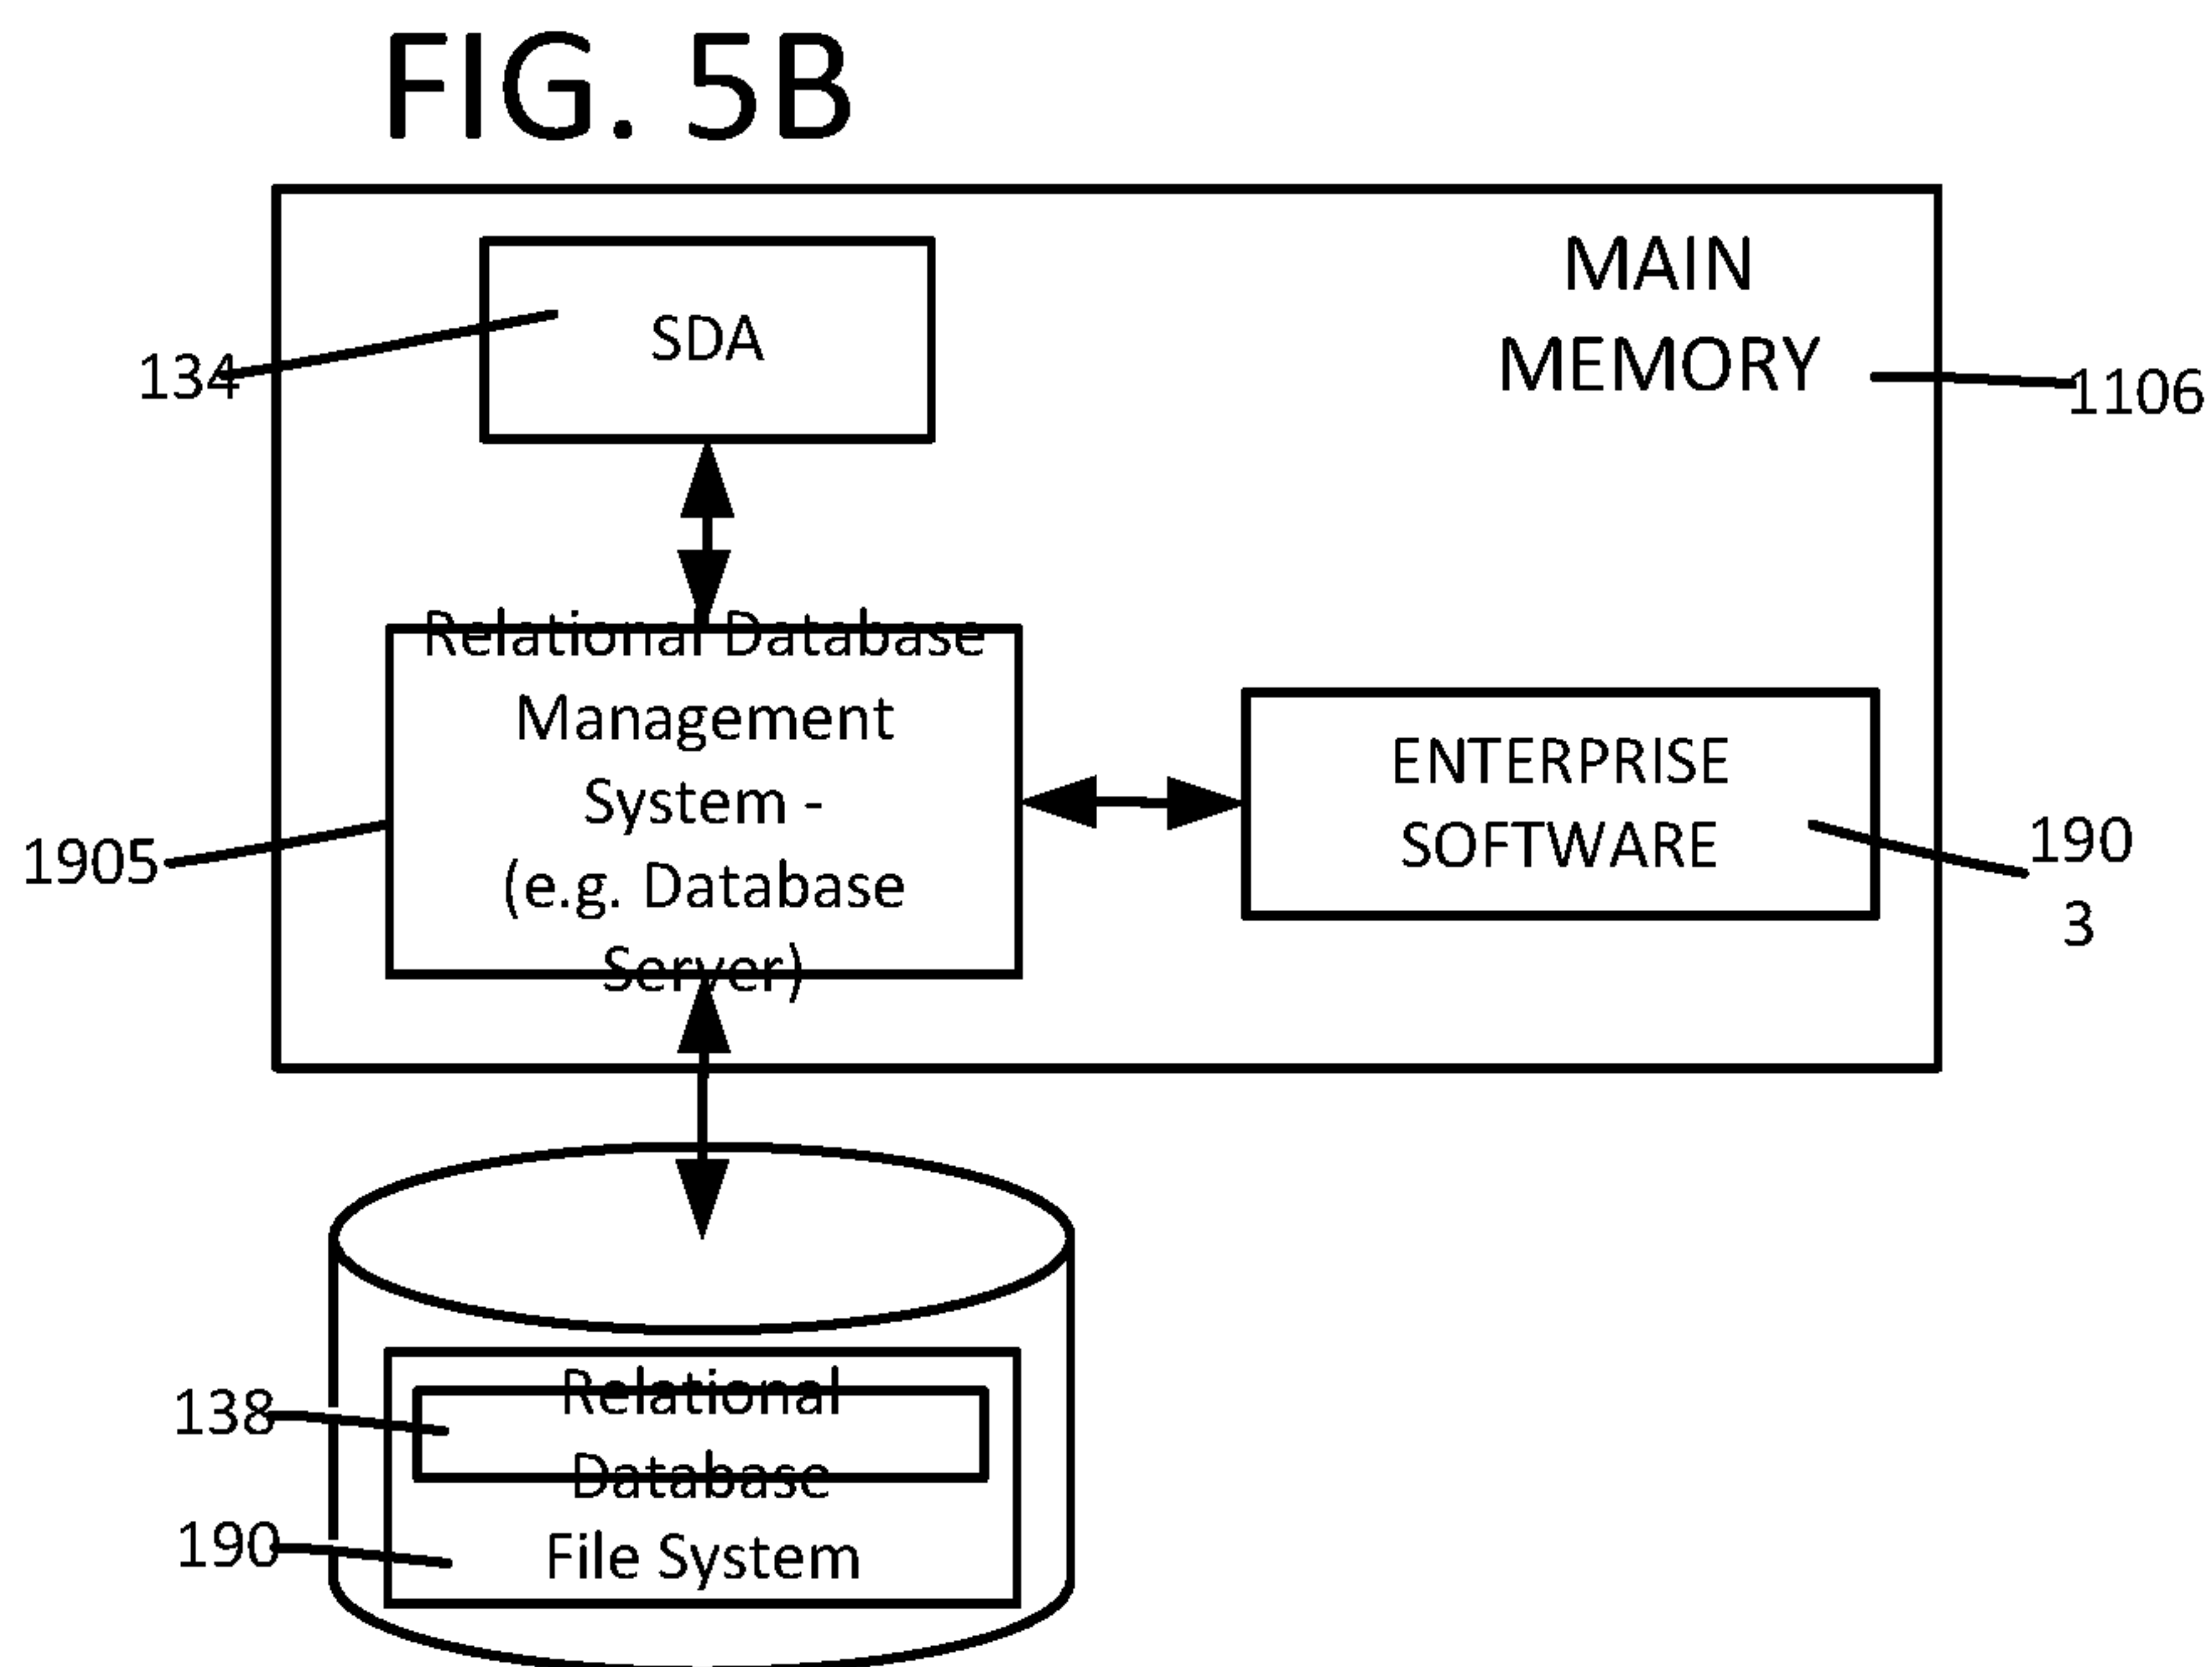 FIG. 5B
MAIN
MEMORY
SDA
134
1106
Relational Database
Management
System -
(e.g. Database
Server)
1905
ENTERPRISE
SOFTWARE
190
3
Relational
Database
138
File System
190